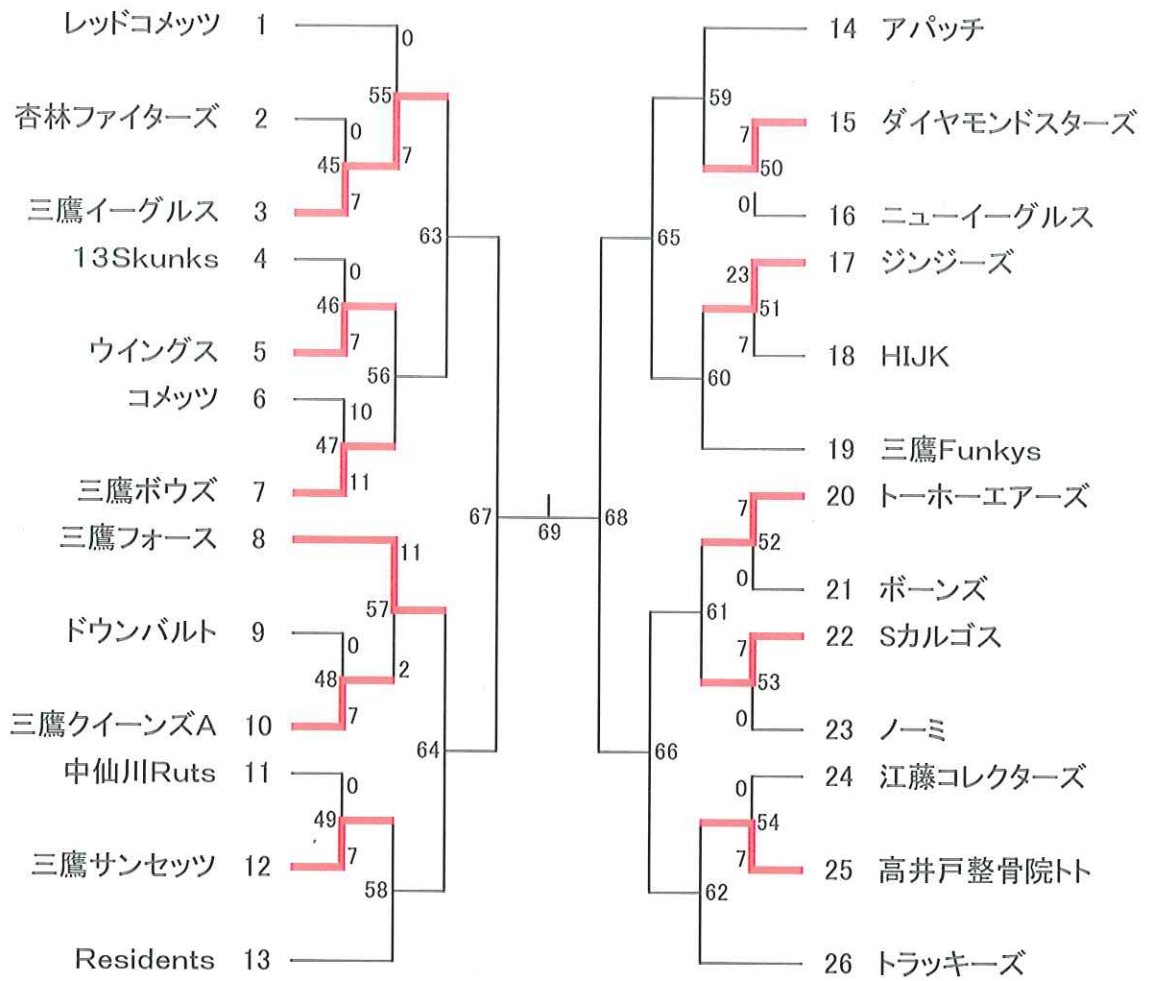 レッドコメッツ 1
0
55
杏林ファイターズ 2
0
45
7
7
三鷹イーグルス 3
63
13Skunks 4
0
46
7
ウイングス 5
56
コメッツ 6
10
47
11
三鷹ボウズ 7
三鷹フォース 8
11
57
ドウンバルト 9
0
48
2
7
三鷹クイーンズA 10
64
中仙川Ruts 11
0
49
7
三鷹サンセッツ 12
58
Residents 13
67
69
68
14 アパッチ
59
7
15 ダイヤモンドスターズ
50
0
16 ニューイーグルス
65
23
17 ジンジーズ
51
7
18 HIJK
60
19 三鷹Funkys
7
20 トーホーエアーズ
52
0
21 ボーンズ
61
7
22 Sカルゴス
53
0
23 ノーミ
66
24 江藤コレクターズ
0
54
7
25 高井戸整骨院トト
62
26 トラッキーズ